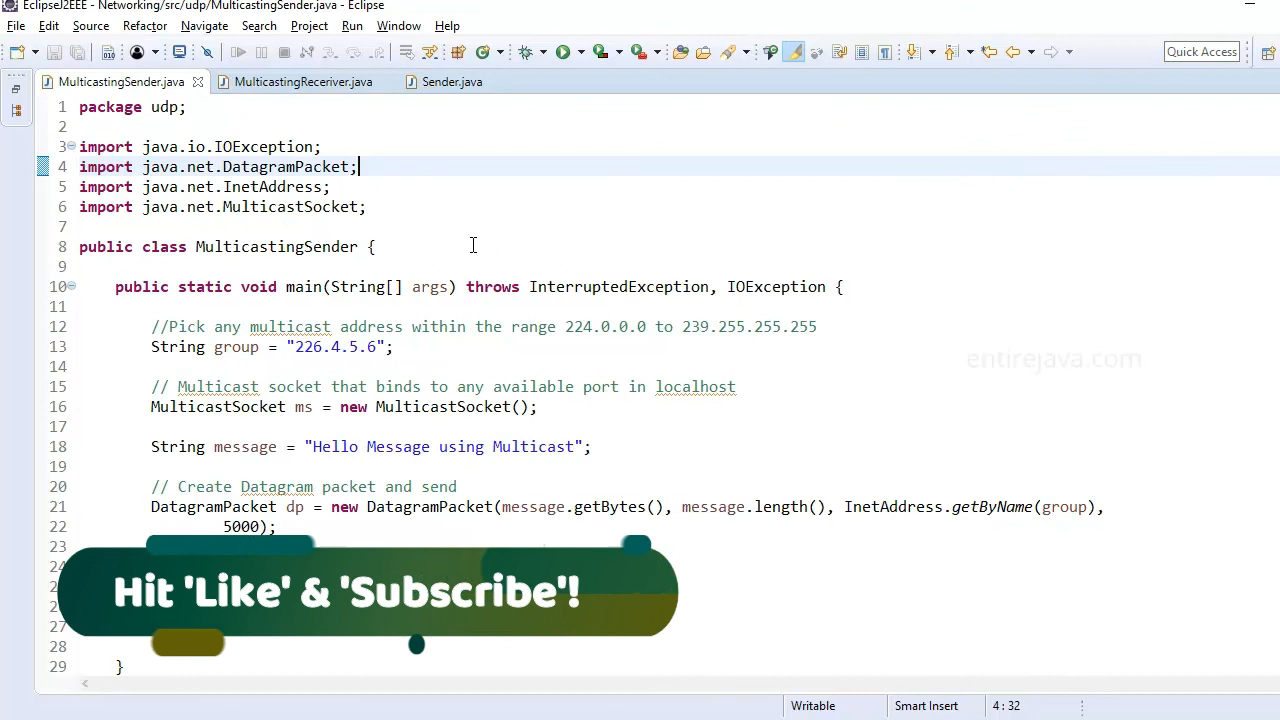 EclipseJ2EEE - Networking/src/udp/MulticastingSender.java - Eclipse
File Edit Source Refactor Navigate Search Project Run Window Help
Quick Access
MulticastingSender.java MulticastingReceriver.java Sender.java
1 package udp;
2
3 import java.io.IOException;
4 import java.net.DatagramPacket;
5 import java.net.InetAddress;
6 import java.net.MulticastSocket;
7
8 public class MulticastingSender {
9
10 public static void main(String[] args) throws InterruptedException, IOException {
11
12 //Pick any multicast address within the range 224.0.0.0 to 239.255.255.255
13 String group = "226.4.5.6";
14
entirejava.com
15 // Multicast socket that binds to any available port in localhost
16 MulticastSocket ms = new MulticastSocket();
17
18 String message = "Hello Message using Multicast";
19
20 // Create Datagram packet and send
21 DatagramPacket dp = new DatagramPacket(message.getBytes(), message.length(), InetAddress.getByName(group),
22 5000);
23
Hit 'Like' & 'Subscribe'!
27
28
29 }
Writable Smart Insert 4 : 32